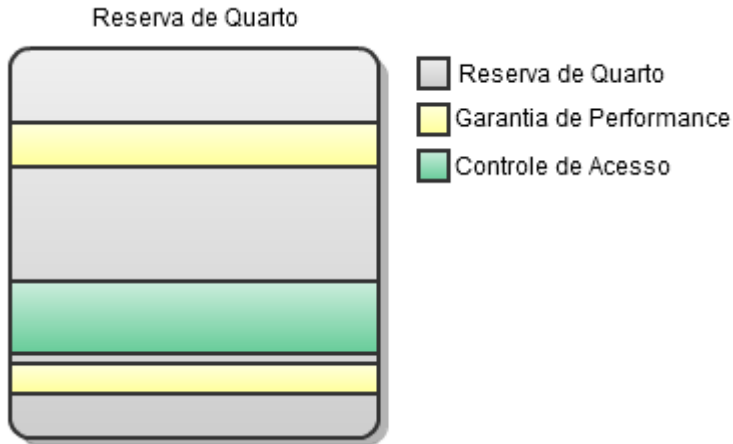 Reserva de Quarto
Reserva de Quarto
Garantia de Performance
Controle de Acesso